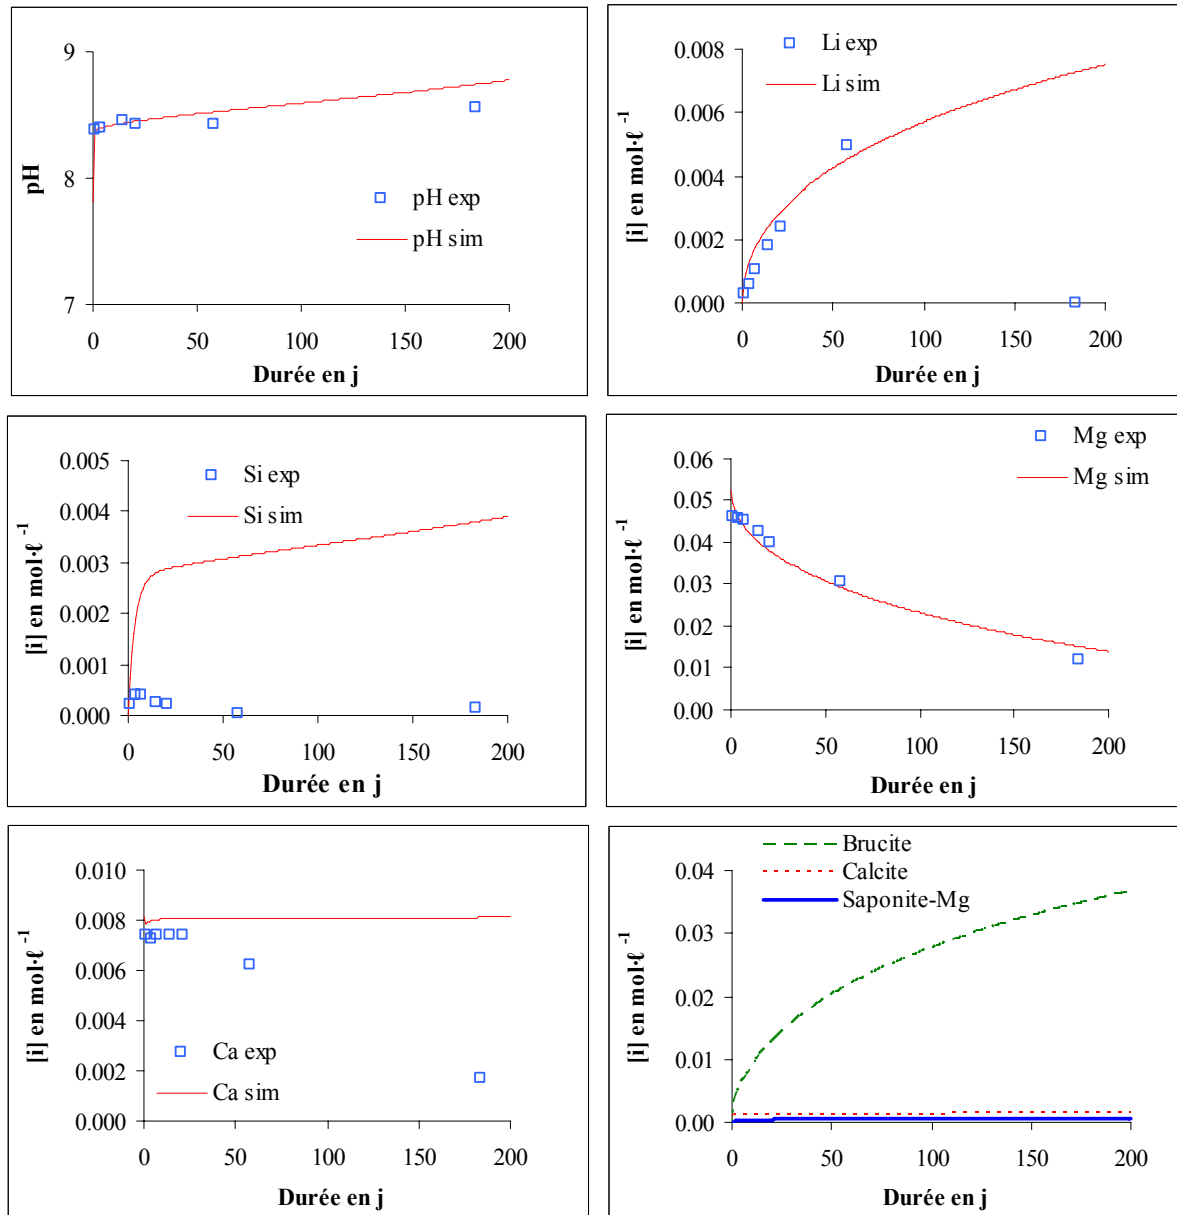 9
8
7
pH
pH exp
pH sim
0 50 100 150 200
Durée en j
0.008
0.006
0.004
0.002
0.000
[i] en mol·ℓ⁻¹
Li exp
Li sim
0 50 100 150 200
Durée en j
0.005
0.004
0.003
0.002
0.001
0.000
[i] en mol·ℓ⁻¹
Si exp
Si sim
0 50 100 150 200
Durée en j
0.06
0.05
0.04
0.03
0.02
0.01
0.00
[i] en mol·ℓ⁻¹
Mg exp
Mg sim
0 50 100 150 200
Durée en j
0.010
0.008
0.006
0.004
0.002
0.000
[i] en mol·ℓ⁻¹
Ca exp
Ca sim
0 50 100 150 200
Durée en j
Brucite
Calcite
Saponite-Mg
0.04
0.03
0.02
0.01
0.00
[i] en mol·ℓ⁻¹
0 50 100 150 200
Durée en j